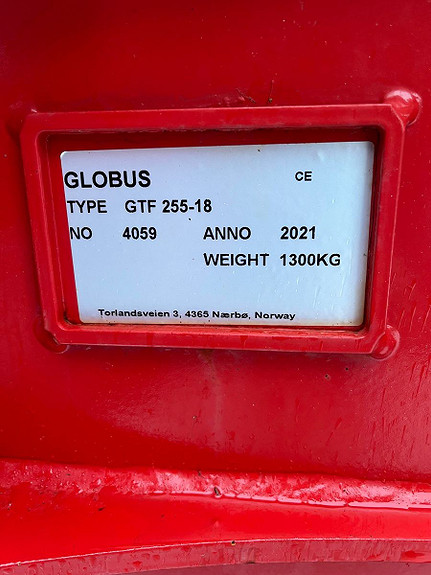 GLOBUS CE
TYPE GTF 255-18
NO 4059 ANNO 2021
WEIGHT 1300KG
Torlandsveien 3, 4365 Nærbø, Norway